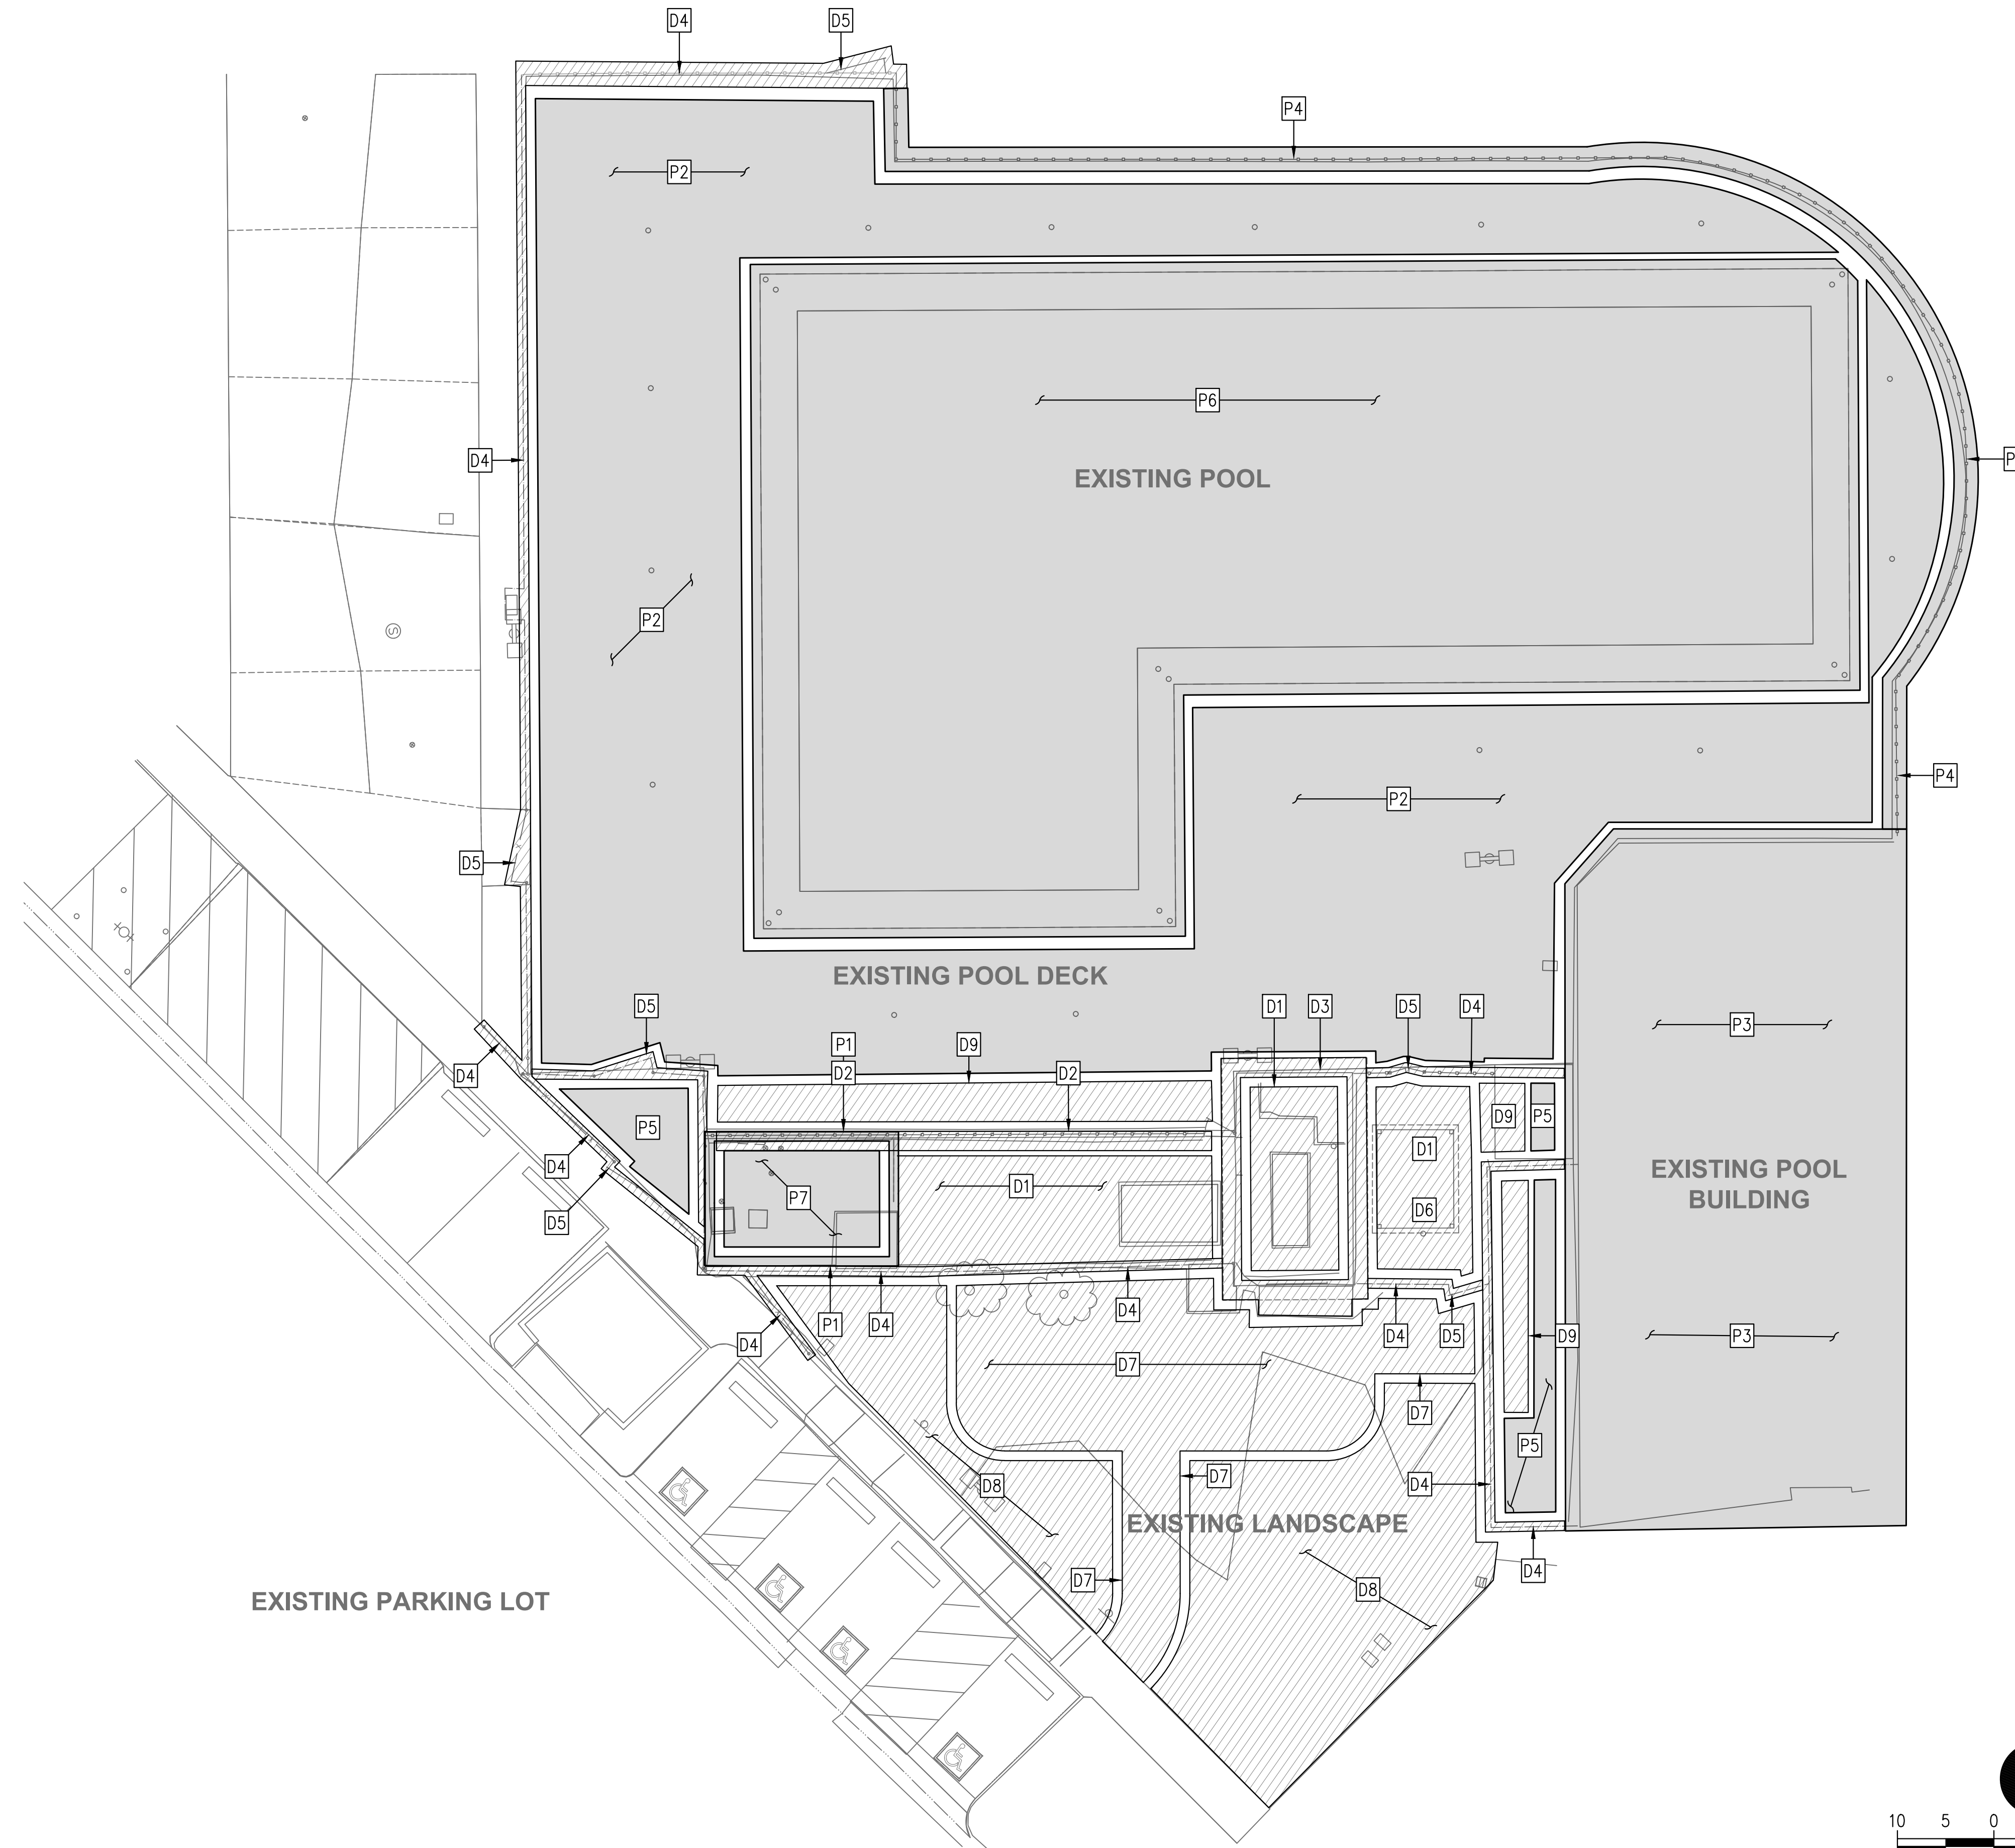 D4
D5
P4
P2
P6
D4
EXISTING POOL
P
P2
P4
P2
D5
EXISTING POOL DECK
D5
P1
D2
D9
D2
D1
D3
D5
D4
P3
D4
P5
D9
P5
D4
D1
EXISTING POOL
BUILDING
P7
D1
D6
D5
D4
P1
D4
D4
D4
D5
D9
P3
D7
D7
P5
D8
D7
D4
EXISTING LANDSCAPE
D7
D8
D4
EXISTING PARKING LOT
S
10 5 0